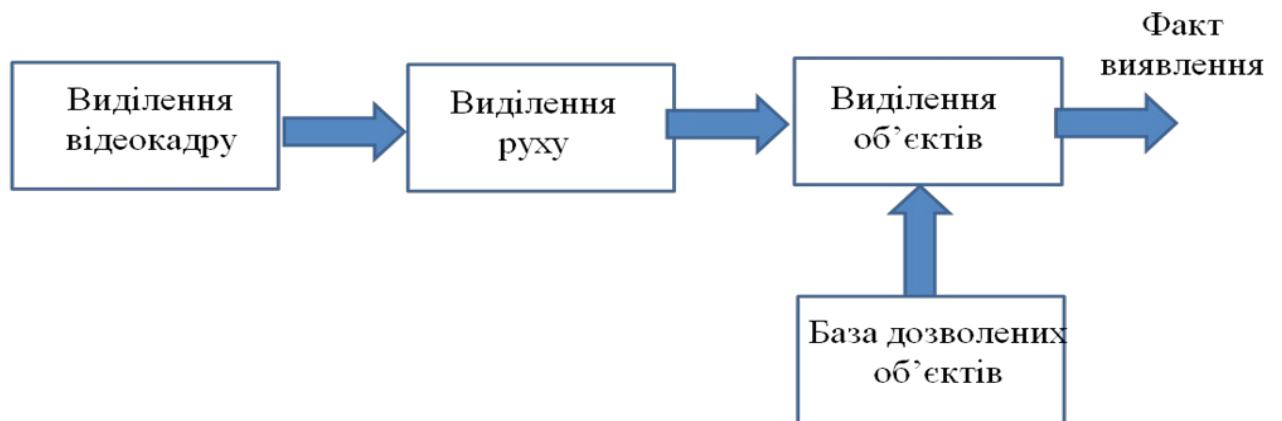 Виділення
відеокадру
Виділення
руху
Виділення
об’єктів
Факт
виявлення
База дозволених
об’єктів